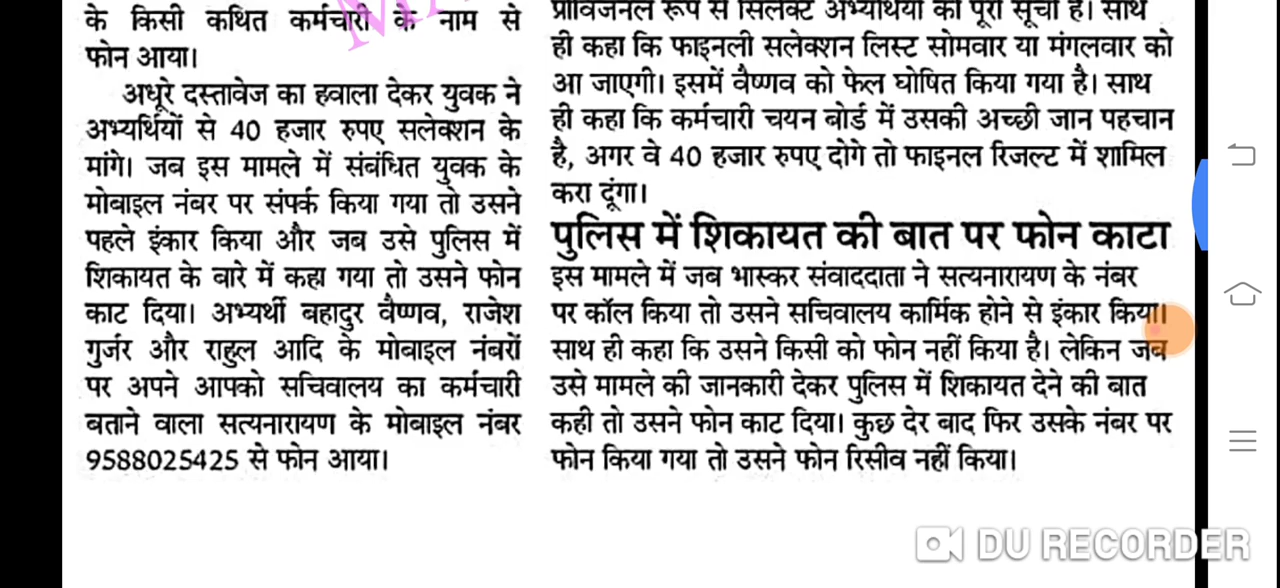 के किसी कथित कर्मचारी के नाम से
फोन आया।
अधूरे दस्तावेज का हवाला देकर युवक ने
अभ्यर्थियों से 40 हजार रुपए सलेक्शन के
मांगे। जब इस मामले में संबंधित युवक के
मोबाइल नंबर पर संपर्क किया गया तो उसने
पहले इंकार किया और जब उसे पुलिस में
शिकायत के बारे में कहा गया तो उसने फोन
काट दिया। अभ्यर्थी बहादुर वैष्णव, राजेश
गुर्जर और राहुल आदि के मोबाइल नंबरों
पर अपने आपको सचिवालय का कर्मचारी
बताने वाला सत्यनारायण के मोबाइल नंबर
9588025425 से फोन आया।
प्रोविजनल रूप से सिलेक्ट अभ्यर्थियों की पूरी सूची है। साथ
ही कहा कि फाइनली सलेक्शन लिस्ट सोमवार या मंगलवार को
आ जाएगी। इसमें वैष्णव को फेल घोषित किया गया है। साथ
ही कहा कि कर्मचारी चयन बोर्ड में उसकी अच्छी जान पहचान
है, अगर वे 40 हजार रुपए दोगे तो फाइनल रिजल्ट में शामिल
करा दूंगा।
पुलिस में शिकायत की बात पर फोन काटा
इस मामले में जब भास्कर संवाददाता ने सत्यनारायण के नंबर
पर कॉल किया तो उसने सचिवालय कार्मिक होने से इंकार किया।
साथ ही कहा कि उसने किसी को फोन नहीं किया है। लेकिन जब
उसे मामले की जानकारी देकर पुलिस में शिकायत देने की बात
कही तो उसने फोन काट दिया। कुछ देर बाद फिर उसके नंबर पर
फोन किया गया तो उसने फोन रिसीव नहीं किया।
DU RECORDER